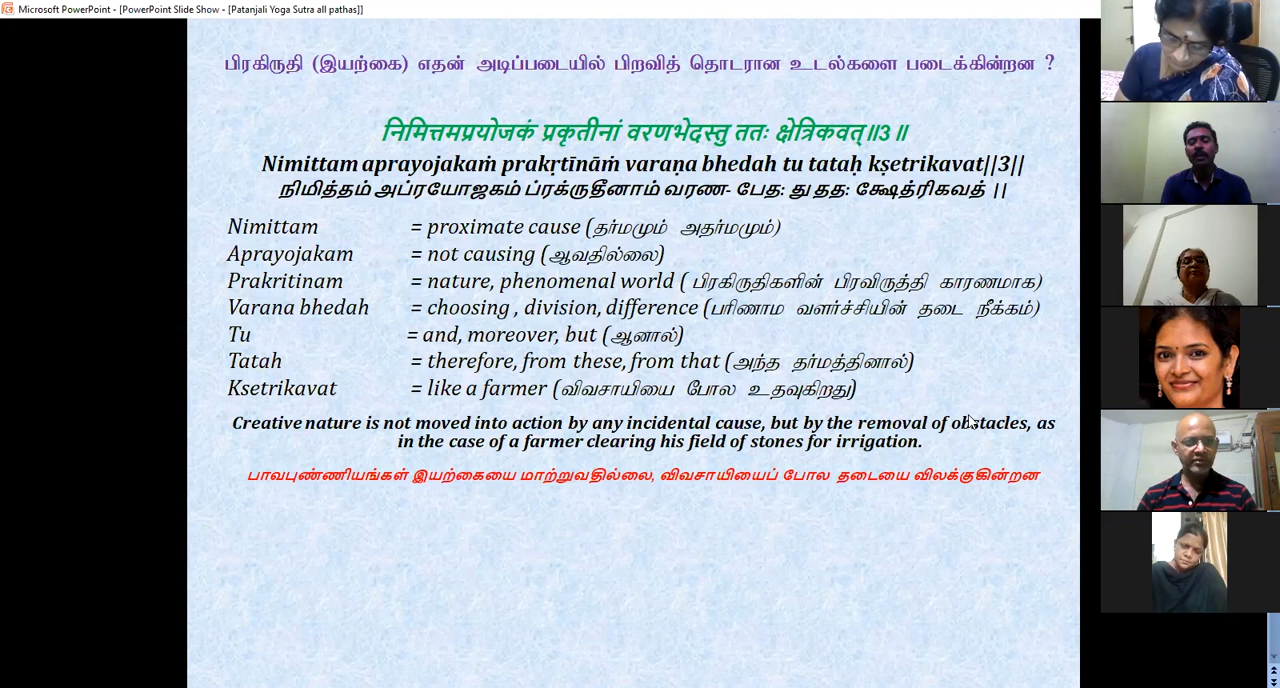 Microsoft PowerPoint - [PowerPoint Slide Show - [Patanjali Yoga Sutra all pathas]]
பிரகிருதி (இயற்கை) எதன் அடிப்படையில் பிறவித் தொடரான உடல்களை படைக்கின்றன ?
निमित्तमप्रयोजकं प्रकृतीनां वरणभेदस्तु ततः क्षेत्रिकवत्॥3॥
Nimittam aprayojakaṁ prakṛtīnāṁ varaṇa bhedah tu tataḥ kṣetrikavat||3||
நிமித்தம் அப்ரயோஜகம் ப்ரக்ருதீனாம் வரண- பேத: து தத: க்ஷேத்ரிகவத் ||
Nimittam = proximate cause (தர்மமும் அதர்மமும்)
Aprayojakam = not causing (ஆவதில்லை)
Prakritinam = nature, phenomenal world ( பிரகிருதிகளின் பிரவிருத்தி காரணமாக)
Varana bhedah = choosing , division, difference (பரிணாம வளர்ச்சியின் தடை நீக்கம்)
Tu = and, moreover, but (ஆனால்)
Tatah = therefore, from these, from that (அந்த தர்மத்தினால்)
Ksetrikavat = like a farmer (விவசாயியை போல உதவுகிறது)
Creative nature is not moved into action by any incidental cause, but by the removal of obstacles, as
in the case of a farmer clearing his field of stones for irrigation.
பாவபுண்ணியங்கள் இயற்கையை மாற்றுவதில்லை, விவசாயியைப் போல தடையை விலக்குகின்றன